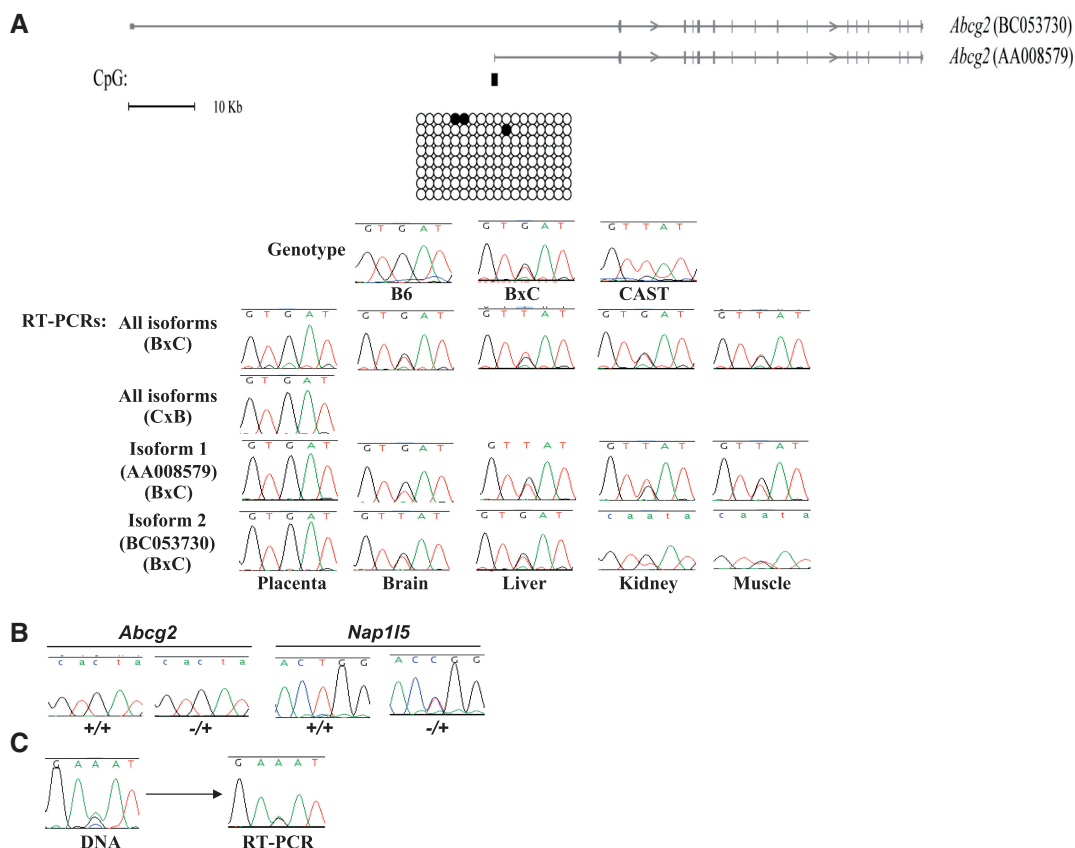 A
Abcg2 (BC053730)
Abcg2 (AA008579)
CpG:
10 Kb
Genotype
G T G A T
G T G A T
G T T A T
B6
BxC
CAST
RT-PCRs:
All isoforms
(BxC)
G T G A T
G T G A T
G T T A T
G T G A T
G T T A T
All isoforms
(CxB)
G T G A T
Isoform 1
(AA008579)
(BxC)
G T G A T
G T G A T
G T T A T
G T T A T
G T T A T
Isoform 2
(BC053730)
(BxC)
G T G A T
G T T A T
G T G A T
c a a t a
c a a t a
Placenta
Brain
Liver
Kidney
Muscle
B
Abcg2
Nap1l5
c a c t a
c a c t a
A C T G G
A C C G G
+/+
-/+
+/+
-/+
C
G A A A T
G A A A T
DNA
RT-PCR